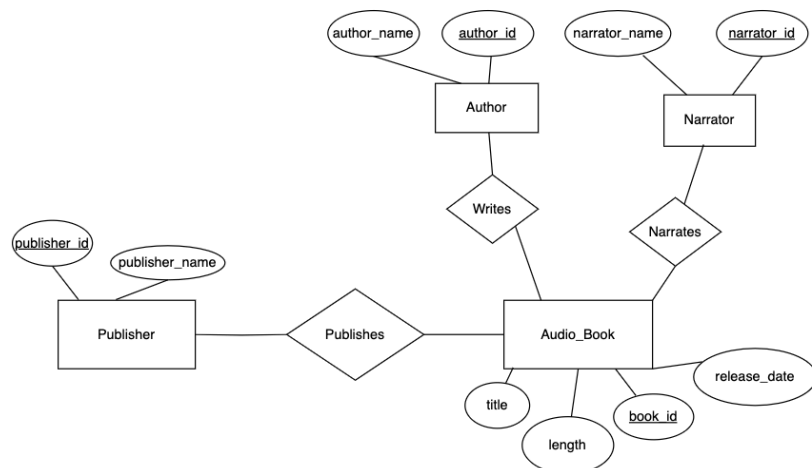 author_name
author_id
narrator_name
narrator_id
Author
Narrator
Writes
Narrates
publisher_id
publisher_name
Publisher
Publishes
Audio_Book
title
length
book_id
release_date